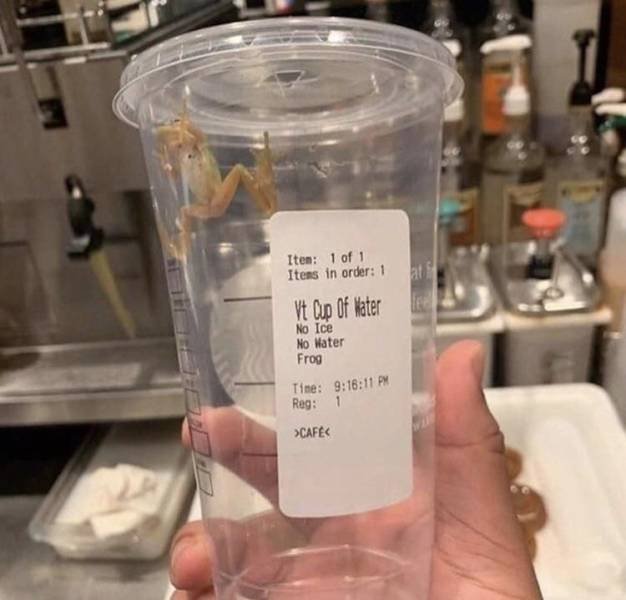 Item: 1 of 1
Items in order: 1
Vt Cup Of Water
No Ice
No Water
Frog
Time: 9:16:11 PM
Reg: 1
>CAFÉ<